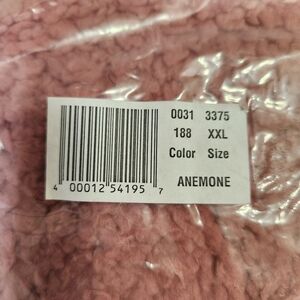 0031 3375
188 XXL
Color Size
4 00012 54195 7
ANEMONE